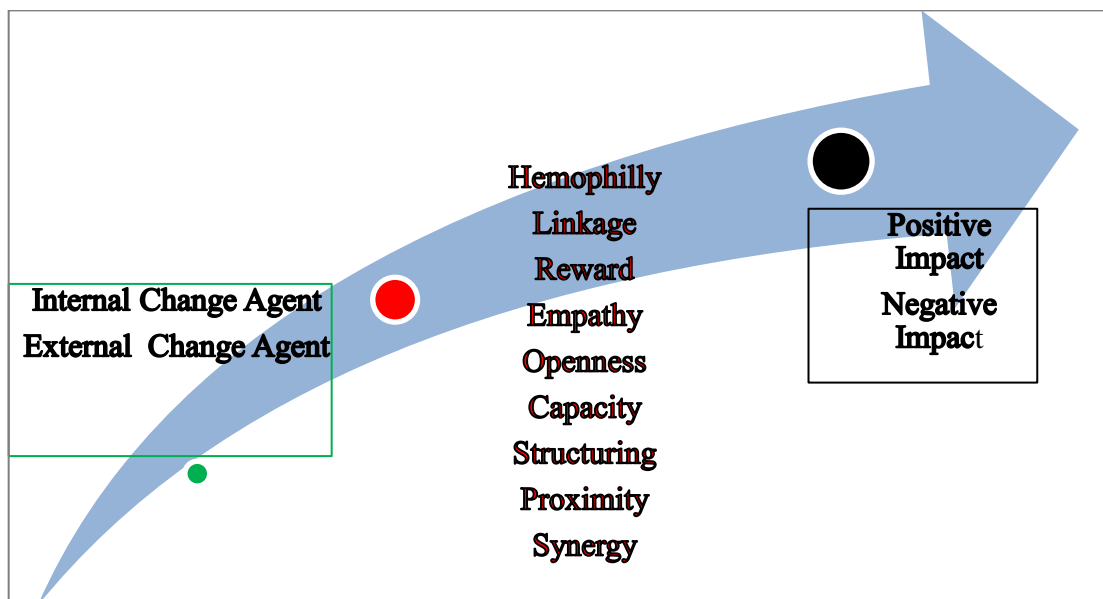 Internal Change Agent
External Change Agent
Hemophilly
Linkage
Reward
Empathy
Openness
Capacity
Structuring
Proximity
Synergy
Positive
Impact
Negative
Impact